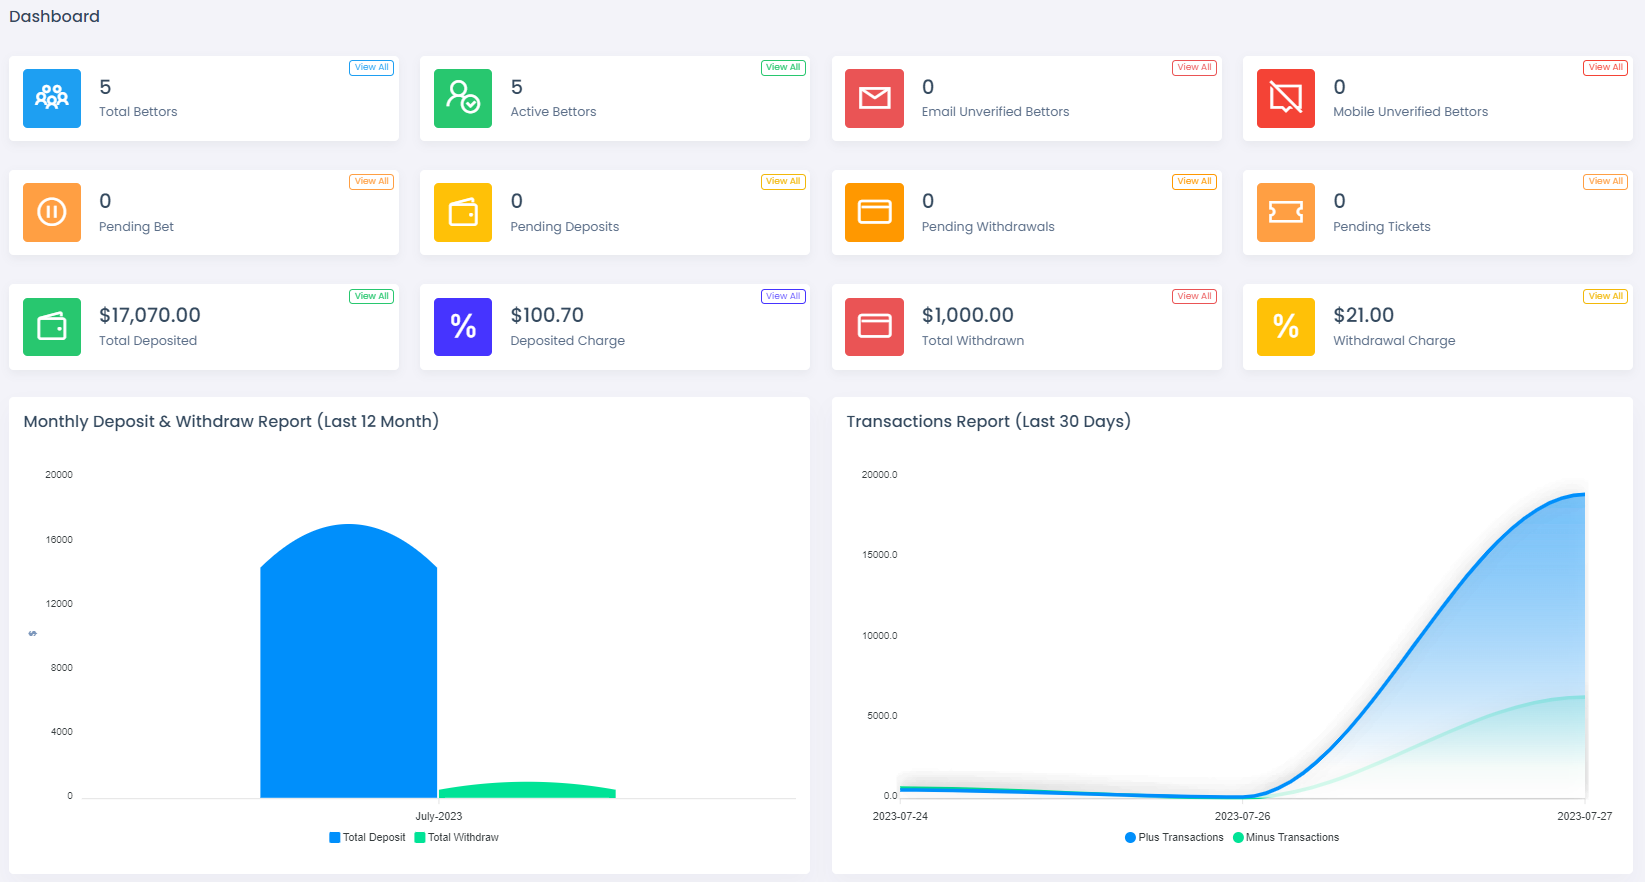 Dashboard
View All
5
Total Bettors
View All
5
Active Bettors
View All
0
Email Unverified Bettors
View All
0
Mobile Unverified Bettors
View All
0
Pending Bet
View All
0
Pending Deposits
View All
0
Pending Withdrawals
View All
0
Pending Tickets
View All
$17,070.00
Total Deposited
View All
%
$100.70
Deposited Charge
View All
$1,000.00
Total Withdrawn
View All
%
$21.00
Withdrawal Charge
Monthly Deposit & Withdraw Report (Last 12 Month)
20000
16000
12000
$
8000
4000
0
July-2023
Total Deposit Total Withdraw
Transactions Report (Last 30 Days)
20000.0
15000.0
10000.0
5000.0
0.0
2023-07-24 2023-07-26 2023-07-27
Plus Transactions Minus Transactions